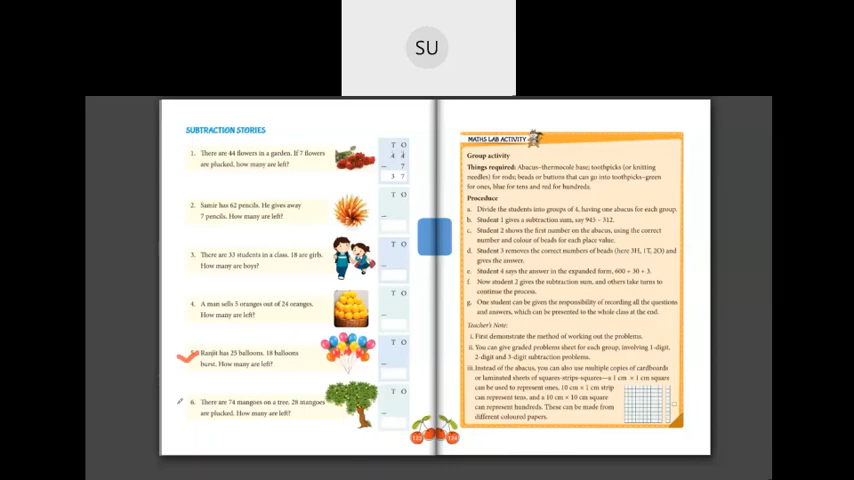 SU
SUBTRACTION STORIES
1. There are 44 flowers in a garden. If 7 flowers
are plucked, how many are left?
T O
4 4
− 7
3 7
2. Samir has 62 pencils. He gives away
7 pencils. How many are left?
T O
−
3. There are 33 students in a class. 18 are girls.
How many are boys?
T O
−
4. A man sells 5 oranges out of 24 oranges.
How many are left?
T O
−
5. Ranjit has 25 balloons. 18 balloons
burst. How many are left?
T O
−
6. There are 74 mangoes on a tree. 28 mangoes
are plucked. How many are left?
T O
−
MATHS LAB ACTIVITY
Group activity
Things required: Abacus–thermocole base; toothpicks (or knitting
needles) for rods; beads or buttons that can go into toothpicks–green
for ones, blue for tens and red for hundreds;
Procedure
a. Divide the students into groups of 4, having one abacus for each group.
b. Student 1 gives a subtraction sum, say 945 – 312.
c. Student 2 shows the first number on the abacus, using the correct
number and colour of beads for each place value.
d. Student 3 removes the correct numbers of beads (here 3H, 1T, 2O) and
gives the answer.
e. Student 4 says the answer in the expanded form, 600 + 30 + 3.
f. Now student 2 gives the subtraction sum, and others take turns to
continue the process.
g. One student can be given the responsibility of recording all the questions
and answers, which can be presented to the whole class at the end.
Teacher's Note:
i. First demonstrate the method of working out the problems.
ii. You can give graded problems sheet for each group, involving 1-digit,
2-digit and 3-digit subtraction problems.
iii. Instead of the abacus, you can also use multiple copies of cardboards
or laminated sheets of squares-strips-squares—a 1 cm × 1 cm square
can be used to represent ones, 10 cm × 1 cm strip
can represent tens, and a 10 cm × 10 cm square
can represent hundreds. These can be made from
different coloured papers.